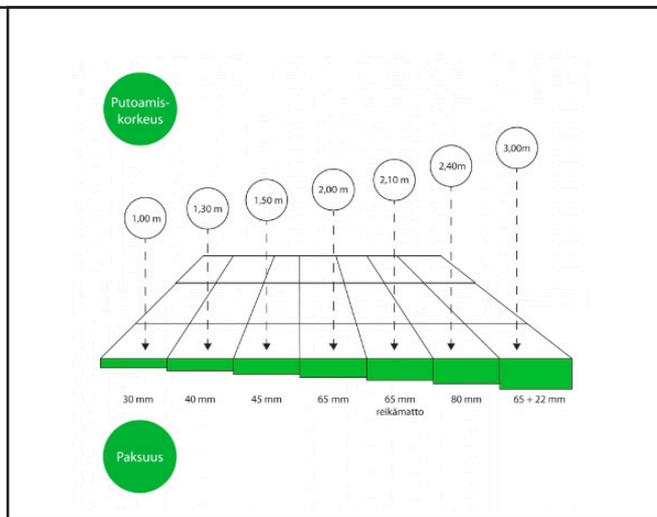 Putoamis-
korkeus
1,00 m
1,30 m
1,50 m
2,00 m
2,10 m
2,40m
3,00m
30 mm
40 mm
45 mm
65 mm
65 mm
reikämatto
80 mm
65 + 22 mm
Paksuus